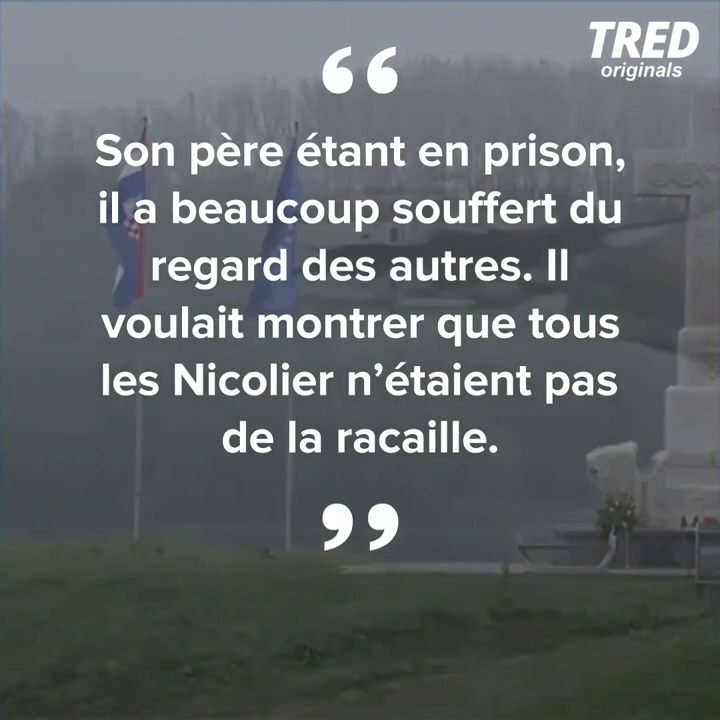 TRED
originals
“
Son père étant en prison,
il a beaucoup souffert du
regard des autres. Il
voulait montrer que tous
les Nicolier n’étaient pas
de la racaille.
”